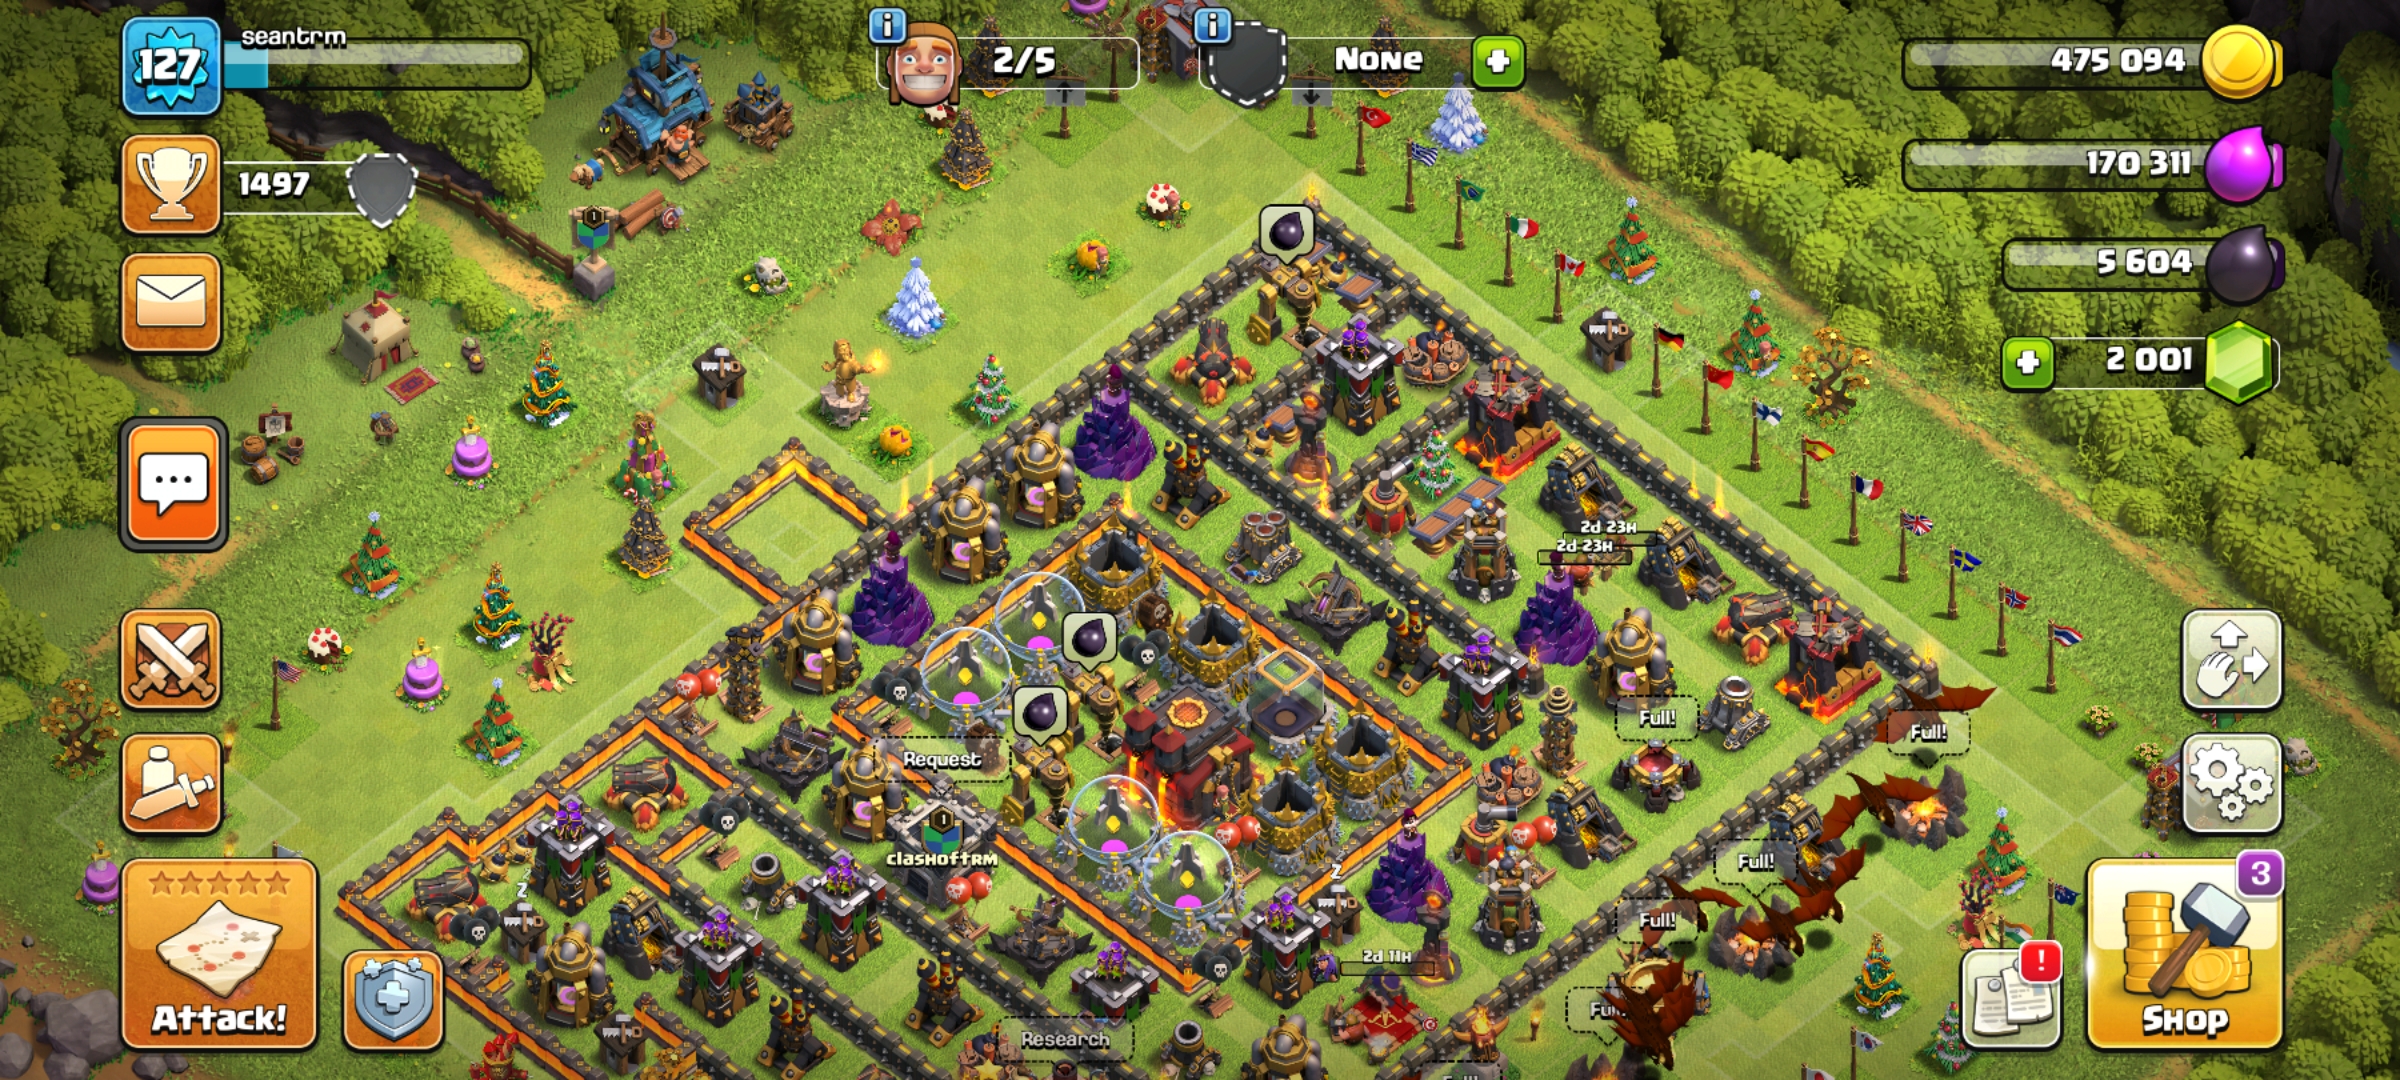 seantrm
127
2/5
None
475 094
1497
170 311
5 604
2 001
2d 23H
2d 23H
Full!
Full!
Request
1
clashoftrm
Full!
3
Full!
2d 11H
Attack!
Research
Shop